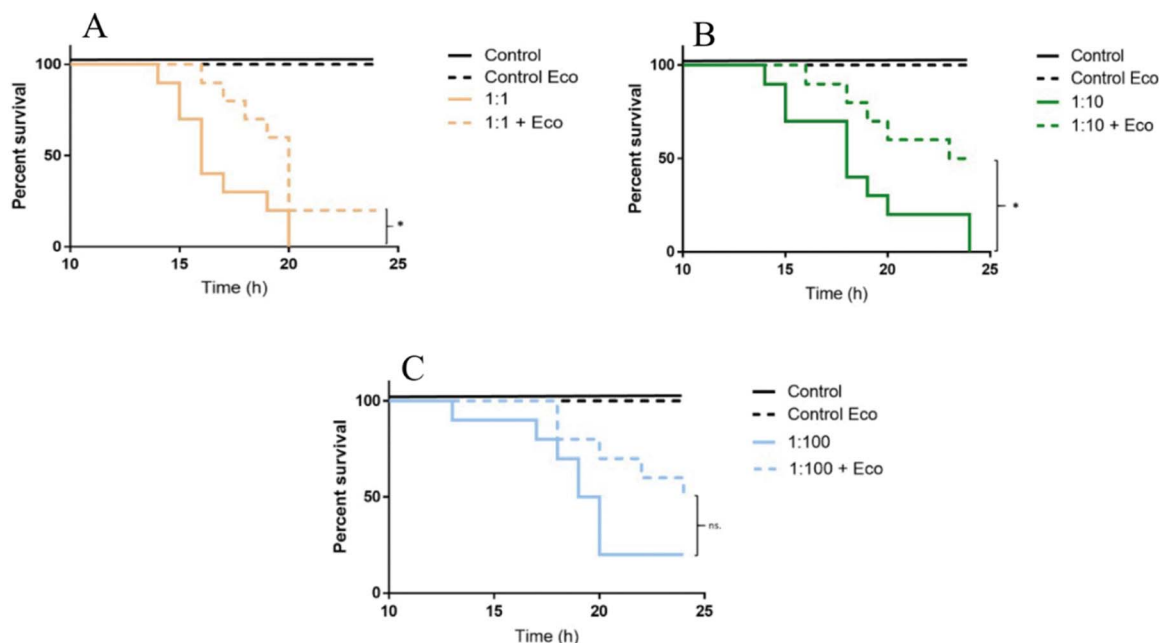 A
Percent survival
100
50
0
10 15 20 25
Time (h)
Control
Control Eco
1:1
1:1 + Eco
*
B
Percent survival
100
50
0
10 15 20 25
Time (h)
Control
Control Eco
1:10
1:10 + Eco
*
C
Percent survival
100
50
0
10 15 20 25
Time (h)
Control
Control Eco
1:100
1:100 + Eco
ns.